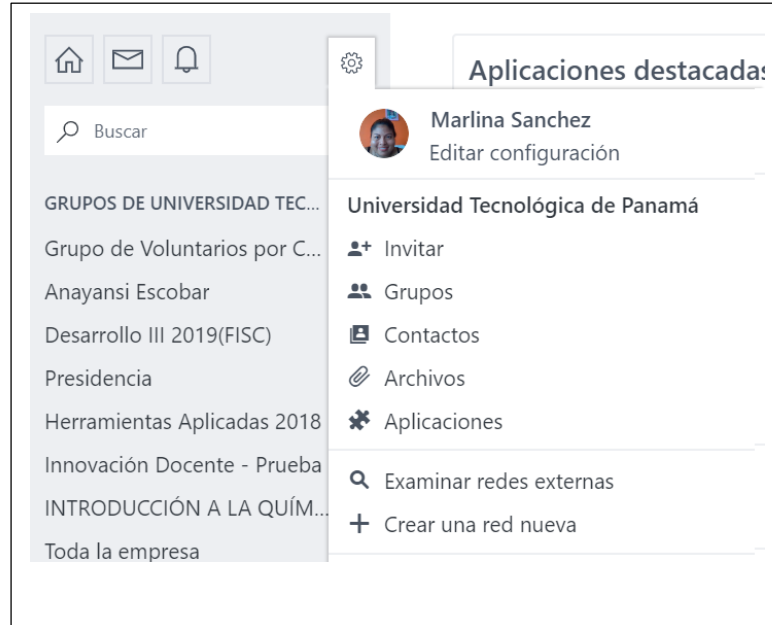 Aplicaciones destacadas
Buscar
GRUPOS DE UNIVERSIDAD TEC...
Grupo de Voluntarios por C...
Anayansi Escobar
Desarrollo III 2019(FISC)
Presidencia
Herramientas Aplicadas 2018
Innovación Docente - Prueba
INTRODUCCIÓN A LA QUÍM...
Toda la empresa
Marlina Sanchez
Editar configuración
Universidad Tecnológica de Panamá
Invitar
Grupos
Contactos
Archivos
Aplicaciones
Examinar redes externas
Crear una red nueva